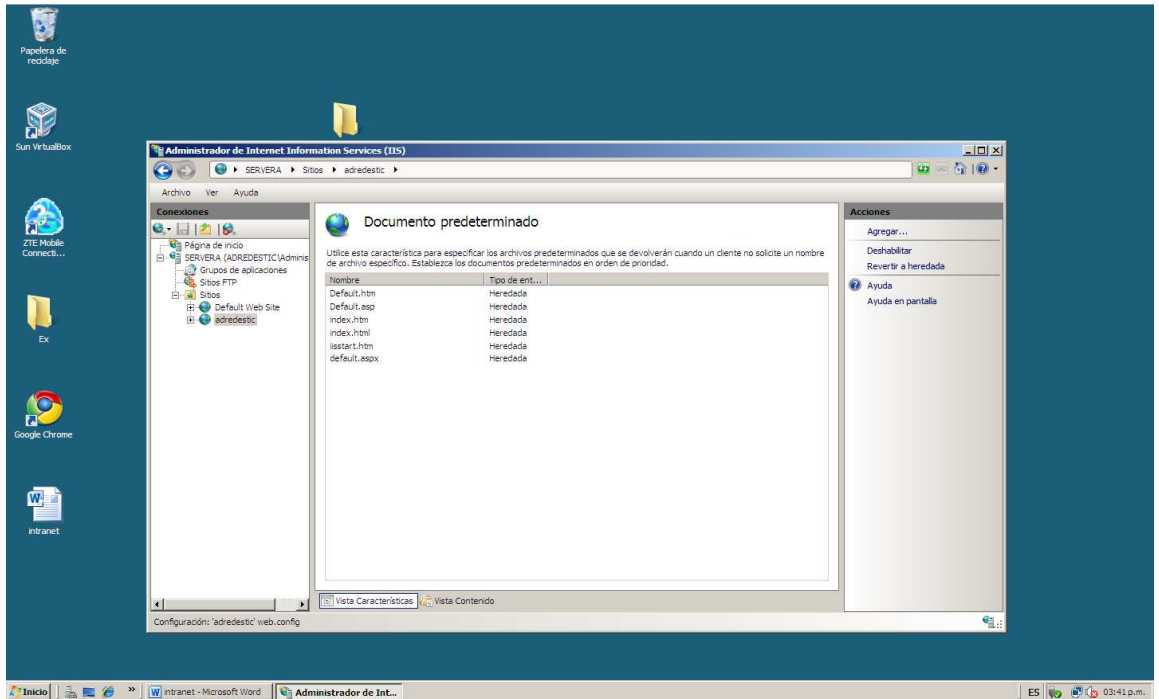 Papelera de
reciclaje
Sun VirtualBox
ZTE Mobile
Connecti...
Ex
Google Chrome
W
intranet
Administrador de Internet Information Services (IIS)
SERVERA Sitios adredestic
Archivo Ver Ayuda
Conexiones
Página de inicio
SERVERA (ADREDESTIC\Adminis
Grupos de aplicaciones
Sitios FTP
Sitios
Default Web Site
adredestic
Documento predeterminado
Utilice esta característica para especificar los archivos predeterminados que se devolverán cuando un cliente no solicite un nombre
de archivo específico. Establezca los documentos predeterminados en orden de prioridad.
Nombre Tipo de ent...
Default.htm Heredada
Default.asp Heredada
index.htm Heredada
index.html Heredada
iisstart.htm Heredada
default.aspx Heredada
Vista Características Vista Contenido
Acciones
Agregar...
Deshabilitar
Revertir a heredada
Ayuda
Ayuda en pantalla
Configuración: 'adredestic' web.config
Inicio » intranet - Microsoft Word Administrador de Int... ES 03:41 p.m.